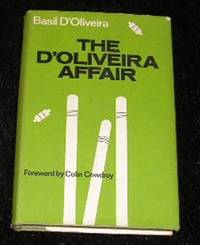 Basil D'Oliveira
THE
D'OLIVEIRA
AFFAIR
Foreword by Colin Cowdrey